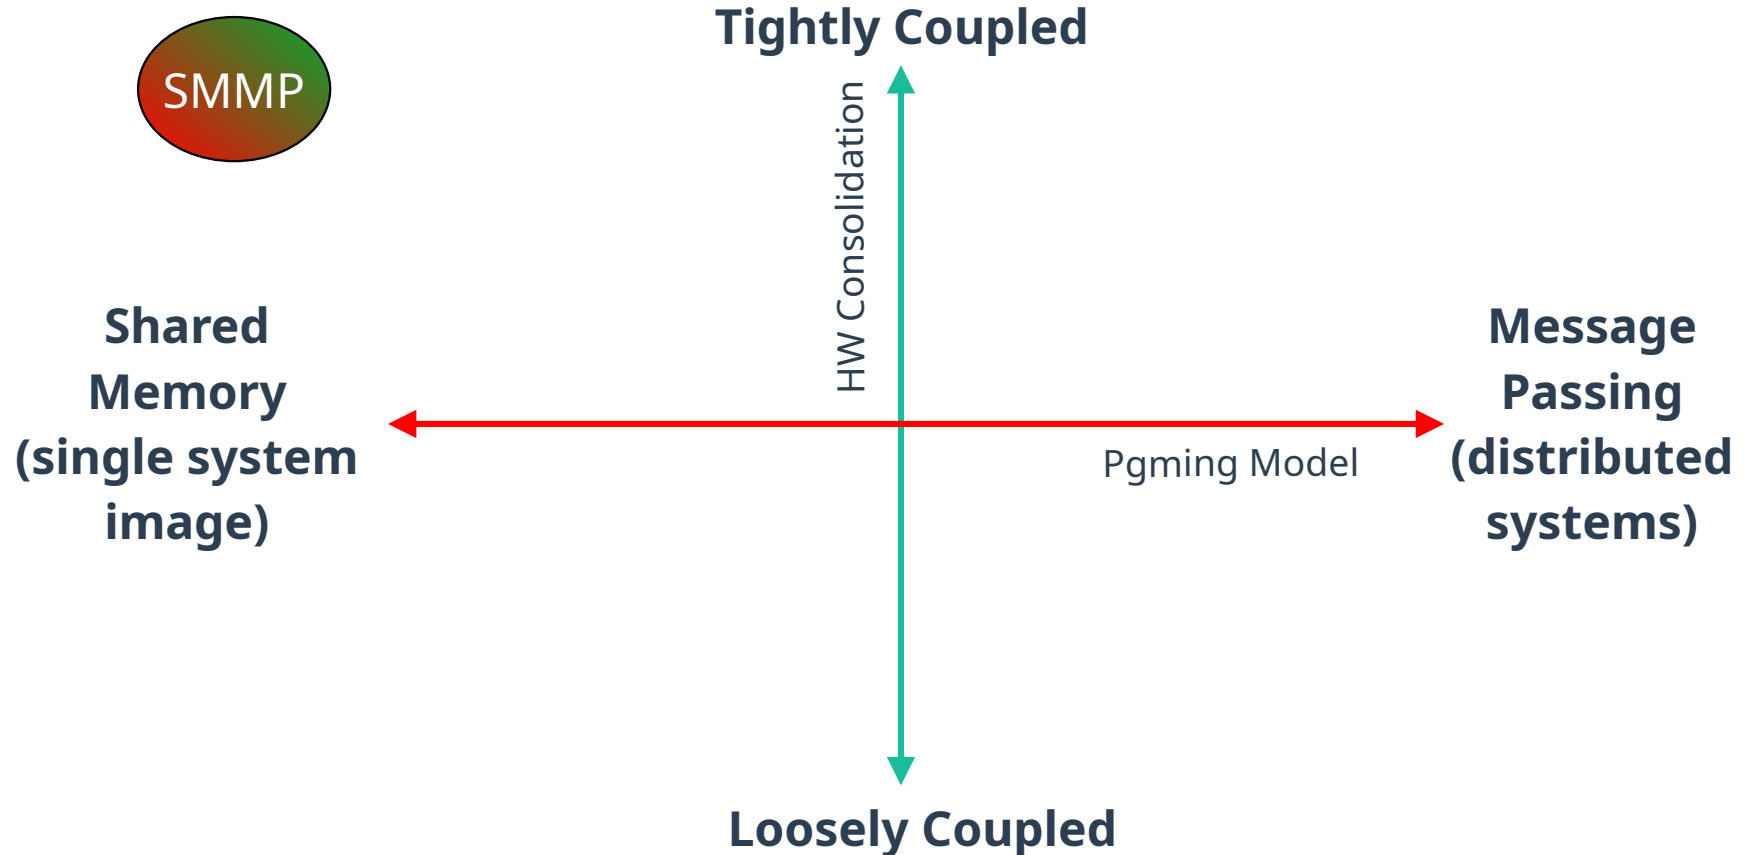 Tightly Coupled
SMMP
HW Consolidation
Shared
Memory
(single system
image)
Message
Passing
(distributed
systems)
Pgming Model
Loosely Coupled